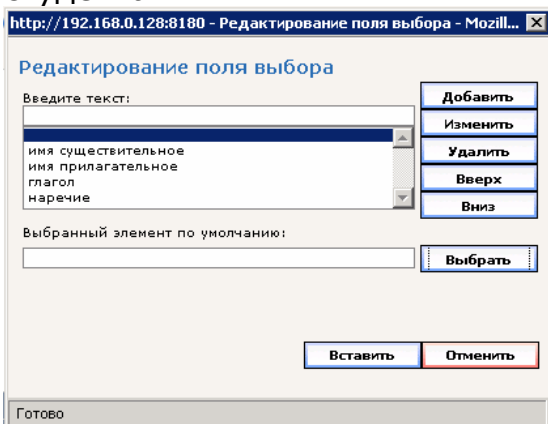 http://192.168.0.128:8180 - Редактирование поля выбора - Mozill...
Редактирование поля выбора
Введите текст:
Добавить
Изменить
имя существительное
Удалить
имя прилагательное
глагол
Вверх
наречие
Вниз
Выбранный элемент по умолчанию:
Выбрать
Вставить Отменить
Готово